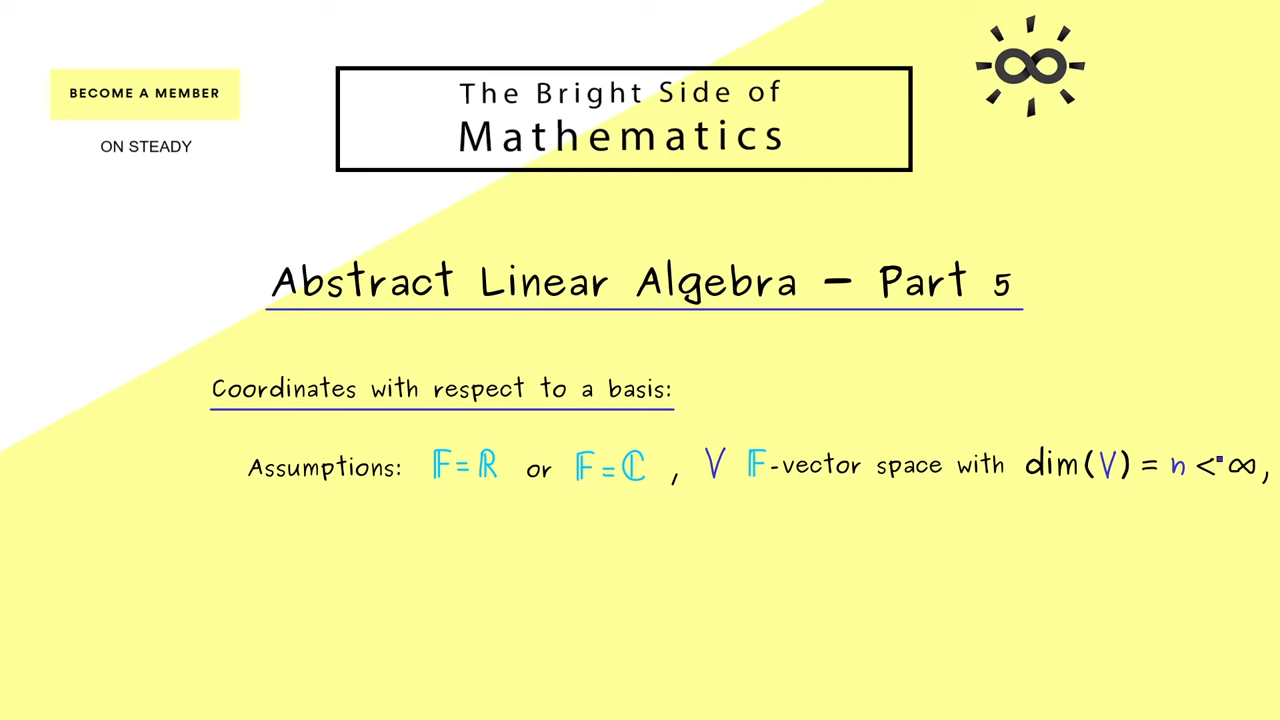 BECOME A MEMBER
ON STEADY
The Bright Side of
Mathematics
Abstract Linear Algebra – Part 5
Coordinates with respect to a basis:
Assumptions: 𝔽 = ℝ or 𝔽 = ℂ , V 𝔽-vector space with dim(V) = n < ∞,